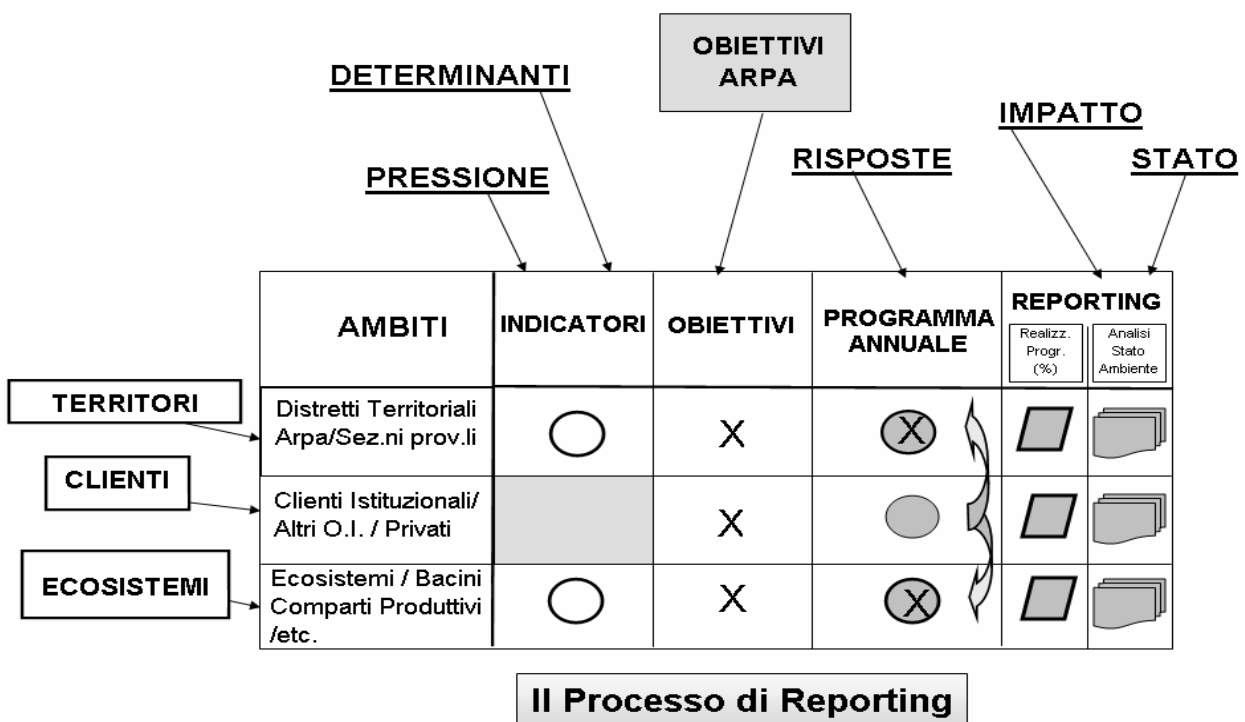 OBIETTIVI
ARPA
DETERMINANTI
IMPATTO
RISPOSTE
STATO
PRESSIONE
AMBITI
INDICATORI
OBIETTIVI
PROGRAMMA
ANNUALE
REPORTING
Realizz.
Progr.
(%)
Analisi
Stato
Ambiente
TERRITORI
Distretti Territoriali
Arpa/Sez.ni prov.li
X
X
CLIENTI
Clienti Istituzionali/
Altri O.I. / Privati
X
ECOSISTEMI
Ecosistemi / Bacini
Comparti Produttivi
/etc.
X
X
Il Processo di Reporting